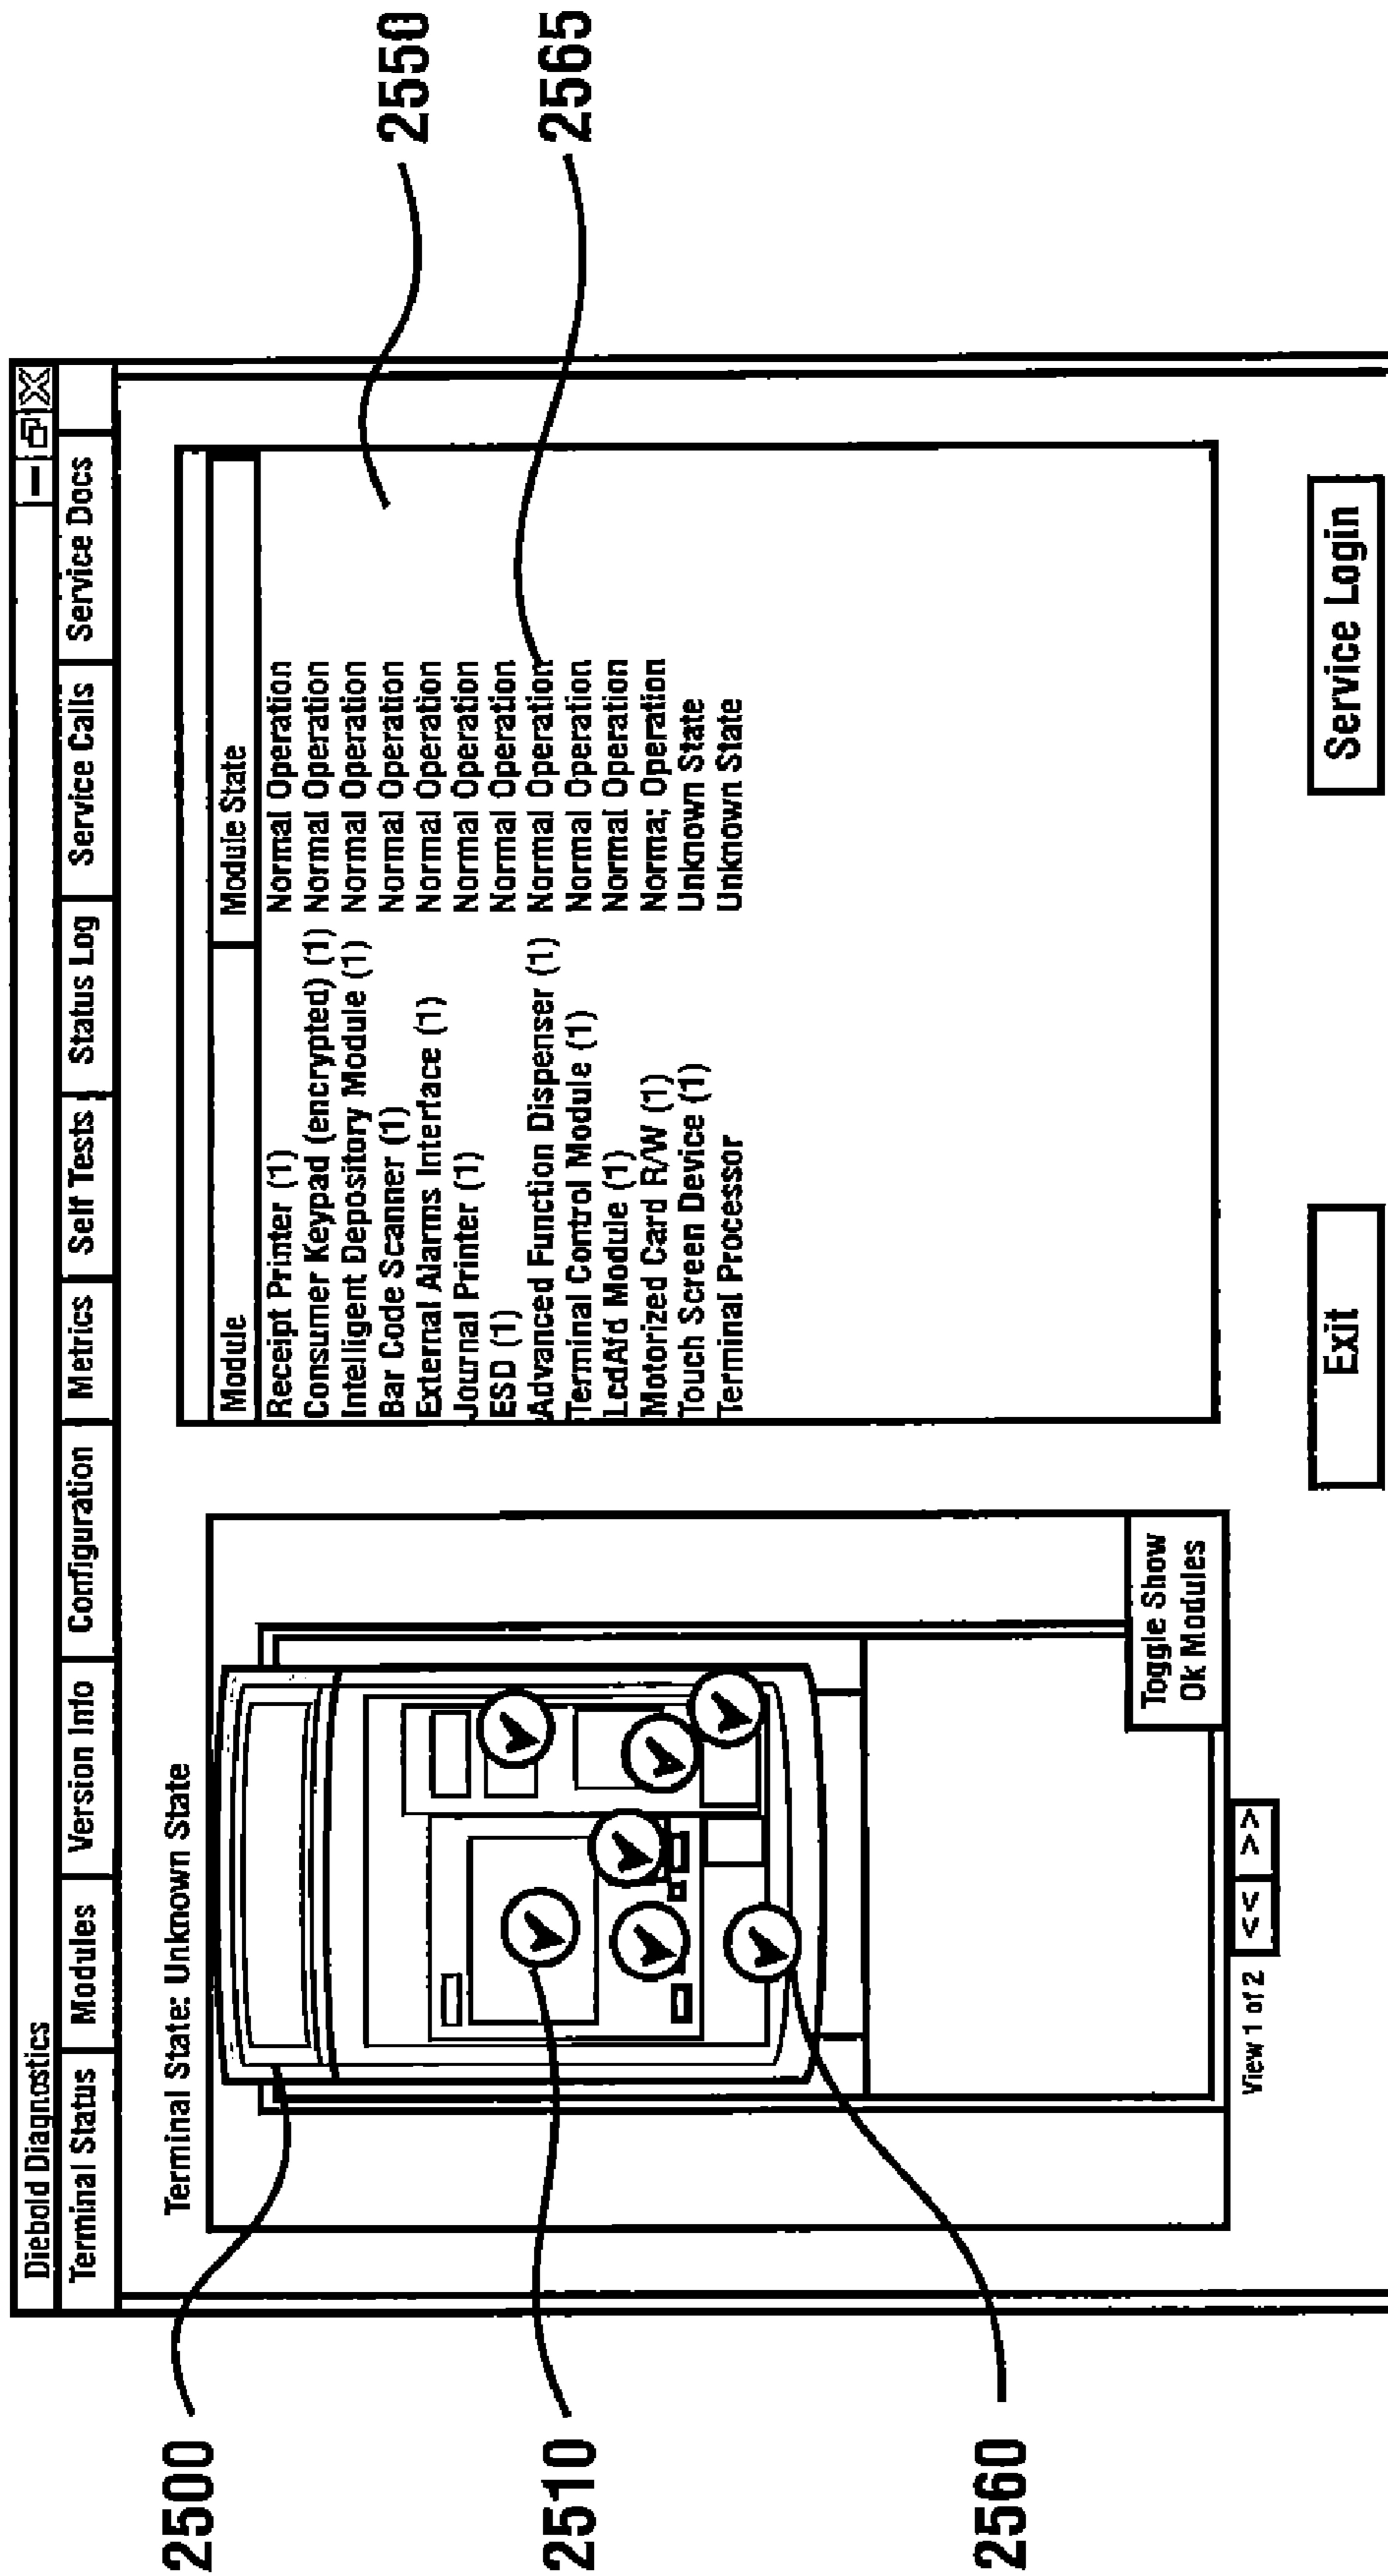 Diebold Diagnostics
Terminal Status Modules Version Info Configuration Metrics Self Tests Status Log Service Calls Service Docs
Terminal State: Unknown State
Toggle Show
Ok Modules
View 1 of 2 << >>
Module Module State
Receipt Printer (1) Normal Operation
Consumer Keypad (encrypted) (1) Normal Operation
Intelligent Depository Module (1) Normal Operation
Bar Code Scanner (1) Normal Operation
External Alarms Interface (1) Normal Operation
Journal Printer (1) Normal Operation
ESD (1) Normal Operation
Advanced Function Dispenser (1) Normal Operation
Terminal Control Module (1) Normal Operation
LcdAfd Module (1) Normal Operation
Motorized Card R/W (1) Norma; Operation
Touch Screen Device (1) Unknown State
Terminal Processor Unknown State
Exit Service Login
2500
2510
2560
2550
2565